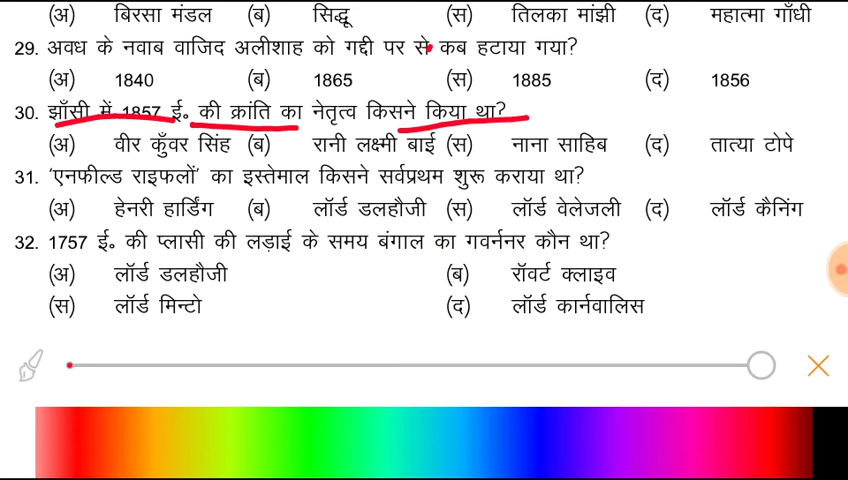 (अ) बिरसा मंडल (ब) सिद्धू (स) तिलका मांझी (द) महात्मा गाँधी
29. अवध के नवाब वाजिद अलीशाह को गद्दी पर से कब हटाया गया?
(अ) 1840 (ब) 1865 (स) 1885 (द) 1856
30. झाँसी में 1857 ई० की क्रांति का नेतृत्व किसने किया था?
(अ) वीर कुँवर सिंह (ब) रानी लक्ष्मी बाई (स) नाना साहिब (द) तात्या टोपे
31. 'एनफील्ड राइफलों' का इस्तेमाल किसने सर्वप्रथम शुरू कराया था?
(अ) हेनरी हार्डिंग (ब) लॉर्ड डलहौजी (स) लॉर्ड वेलेजली (द) लॉर्ड कैनिंग
32. 1757 ई० की प्लासी की लड़ाई के समय बंगाल का गवर्ननर कौन था?
(अ) लॉर्ड डलहौजी (ब) रॉवर्ट क्लाइव
(स) लॉर्ड मिन्टो (द) लॉर्ड कार्नवालिस